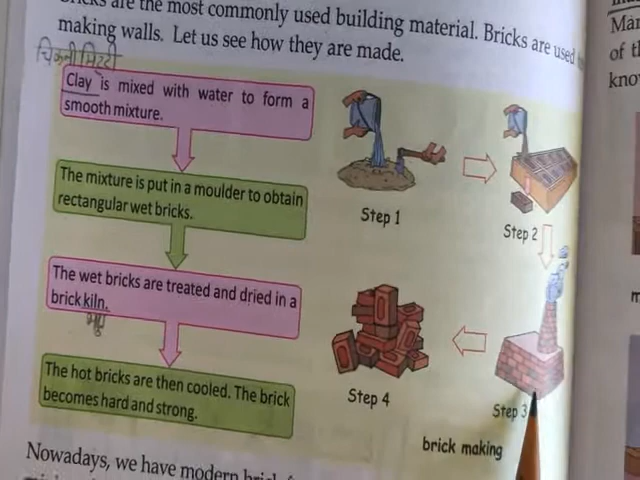 Bricks are the most commonly used building material. Bricks are used
making walls. Let us see how they are made.
चिकनी मिट्टी
Clay is mixed with water to form a
smooth mixture.
The mixture is put in a moulder to obtain
rectangular wet bricks.
The wet bricks are treated and dried in a
brick kiln.
The hot bricks are then cooled. The brick
becomes hard and strong.
Step 1
Step 2
Step 4
Step 3
brick making
Nowadays, we have modern
Man
of th
know